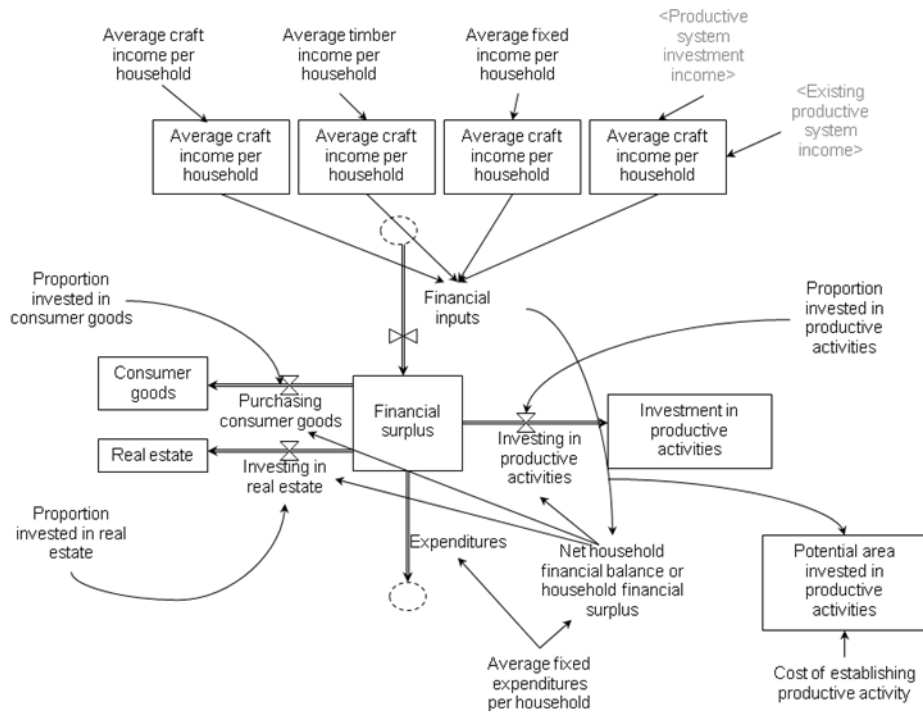 Average craft
income per
household
Average timber
income per
household
Average fixed
income per
household
<Productive
system
investment
income>
<Existing
productive
system
income>
Average craft
income per
household
Average craft
income per
household
Average craft
income per
household
Average craft
income per
household
Proportion
invested in
consumer goods
Financial
inputs
Proportion
invested in
productive
activities
Consumer
goods
Purchasing
consumer goods
Financial
surplus
Investing in
productive
activities
Investment in
productive
activities
Real estate
Investing in
real estate
Proportion
invested in real
estate
Expenditures
Net household
financial balance or
household financial
surplus
Potential area
invested in
productive
activities
Average fixed
expenditures
per household
Cost of establishing
productive activity